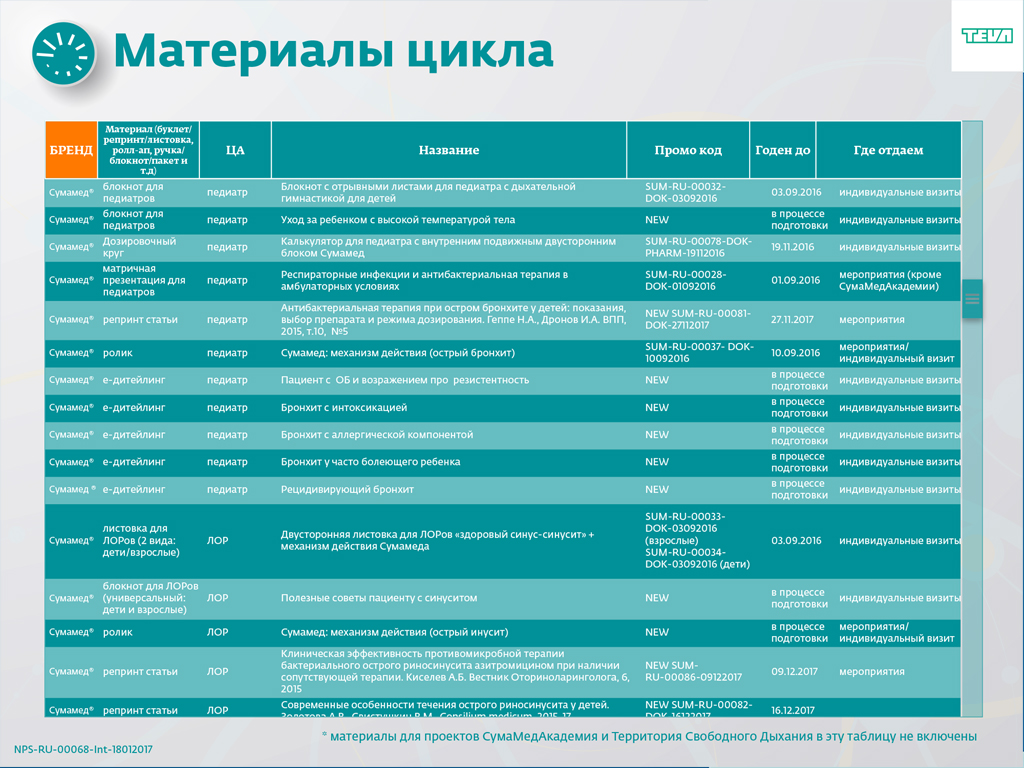 Материалы цикла
TEVA
БРЕНД
Материал (буклет/
репринт/листовка,
ролл-ап, ручка/
блокнот/пакет и
т.д)
ЦА
Название
Промо код
Годен до
Где отдаем
Сумамед®
блокнот для
педиатров
педиатр
Блокнот с отрывными листами для педиатра с дыхательной
гимнастикой для детей
SUM-RU-00032-
DOK-03092016
03.09.2016
индивидуальные визиты
Сумамед®
блокнот для
педиатров
педиатр
Уход за ребенком с высокой температурой тела
NEW
в процессе
подготовки
индивидуальные визиты
Сумамед®
Дозировочный
круг
педиатр
Калькулятор для педиатра с внутренним подвижным двусторонним
блоком Сумамед
SUM-RU-00078-DOK-
PHARM-19112016
19.11.2016
индивидуальные визиты
Сумамед®
матричная
презентация для
педиатров
педиатр
Респираторные инфекции и антибактериальная терапия в
амбулаторных условиях
SUM-RU-00028-
DOK-01092016
01.09.2016
мероприятия (кроме
СумаМедАкадемии)
Сумамед®
репринт статьи
педиатр
Антибактериальная терапия при остром бронхите у детей: показания,
выбор препарата и режима дозирования. Геппе Н.А., Дронов И.А. ВПП,
2015, т.10, №5
NEW SUM-RU-00081-
DOK-27112017
27.11.2017
мероприятия
Сумамед®
ролик
педиатр
Сумамед: механизм действия (острый бронхит)
SUM-RU-00037- DOK-
10092016
10.09.2016
мероприятия/
индивидуальный визит
Сумамед®
е-дитейлинг
педиатр
Пациент с ОБ и возражением про резистентность
NEW
в процессе
подготовки
индивидуальные визиты
Сумамед®
е-дитейлинг
педиатр
Бронхит с интоксикацией
NEW
в процессе
подготовки
индивидуальные визиты
Сумамед®
е-дитейлинг
педиатр
Бронхит с аллергической компонентой
NEW
в процессе
подготовки
индивидуальные визиты
Сумамед®
е-дитейлинг
педиатр
Бронхит у часто болеющего ребенка
NEW
в процессе
подготовки
индивидуальные визиты
Сумамед ®
е-дитейлинг
педиатр
Рецидивирующий бронхит
NEW
в процессе
подготовки
индивидуальные визиты
Сумамед®
листовка для
ЛОРов (2 вида:
дети/взрослые)
ЛОР
Двусторонняя листовка для ЛОРов «здоровый синус-синусит» +
механизм действия Сумамеда
SUM-RU-00033-
DOK-03092016
(взрослые)
SUM-RU-00034-
DOK-03092016 (дети)
03.09.2016
индивидуальные визиты
Сумамед®
блокнот для ЛОРов
(универсальный:
дети и взрослые)
ЛОР
Полезные советы пациенту с синуситом
NEW
в процессе
подготовки
индивидуальные визиты
Сумамед®
ролик
ЛОР
Сумамед: механизм действия (острый инусит)
NEW
в процессе
подготовки
мероприятия/
индивидуальный визит
Сумамед®
репринт статьи
ЛОР
Клиническая эффективность противомикробной терапии
бактериального острого риносинусита азитромицином при наличии
сопутствующей терапии. Киселев А.Б. Вестник Оториноларинголога, 6,
2015
NEW SUM-
RU-00086-09122017
09.12.2017
мероприятия
Сумамед®
репринт статьи
ЛОР
Современные особенности течения острого риносинусита у детей.
Золотова А.В., Свистушкин В.М., Consilium medicum, 2015, 17
NEW SUM-RU-00082-
DOK-16122017
16.12.2017
* материалы для проектов СумаМедАкадемия и Территория Свободного Дыхания в эту таблицу не включены
NPS-RU-00068-Int-18012017